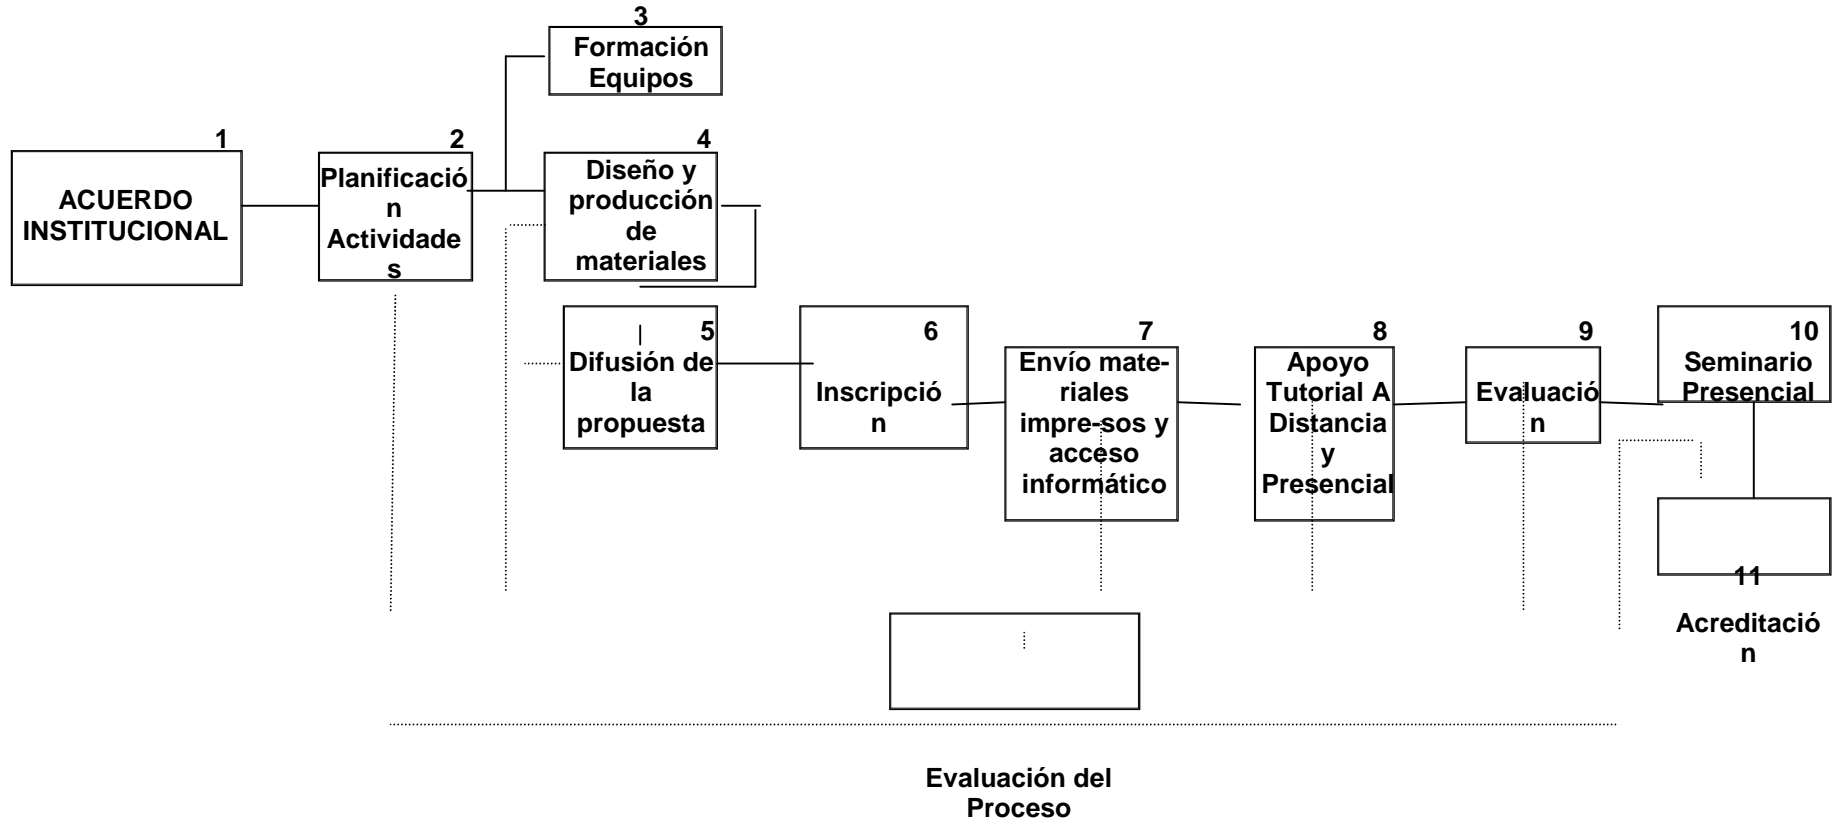 1
ACUERDO
INSTITUCIONAL
2
Planificació
n
Actividade
s
3
Formación
Equipos
4
Diseño y
producción
de
materiales
5
Difusión de
la
propuesta
6
Inscripció
n
7
Envío mate-
riales
impre-sos y
acceso
informático
8
Apoyo
Tutorial A
Distancia
y
Presencial
9
Evaluació
n
10
Seminario
Presencial
11
Acreditació
n
Evaluación del
Proceso